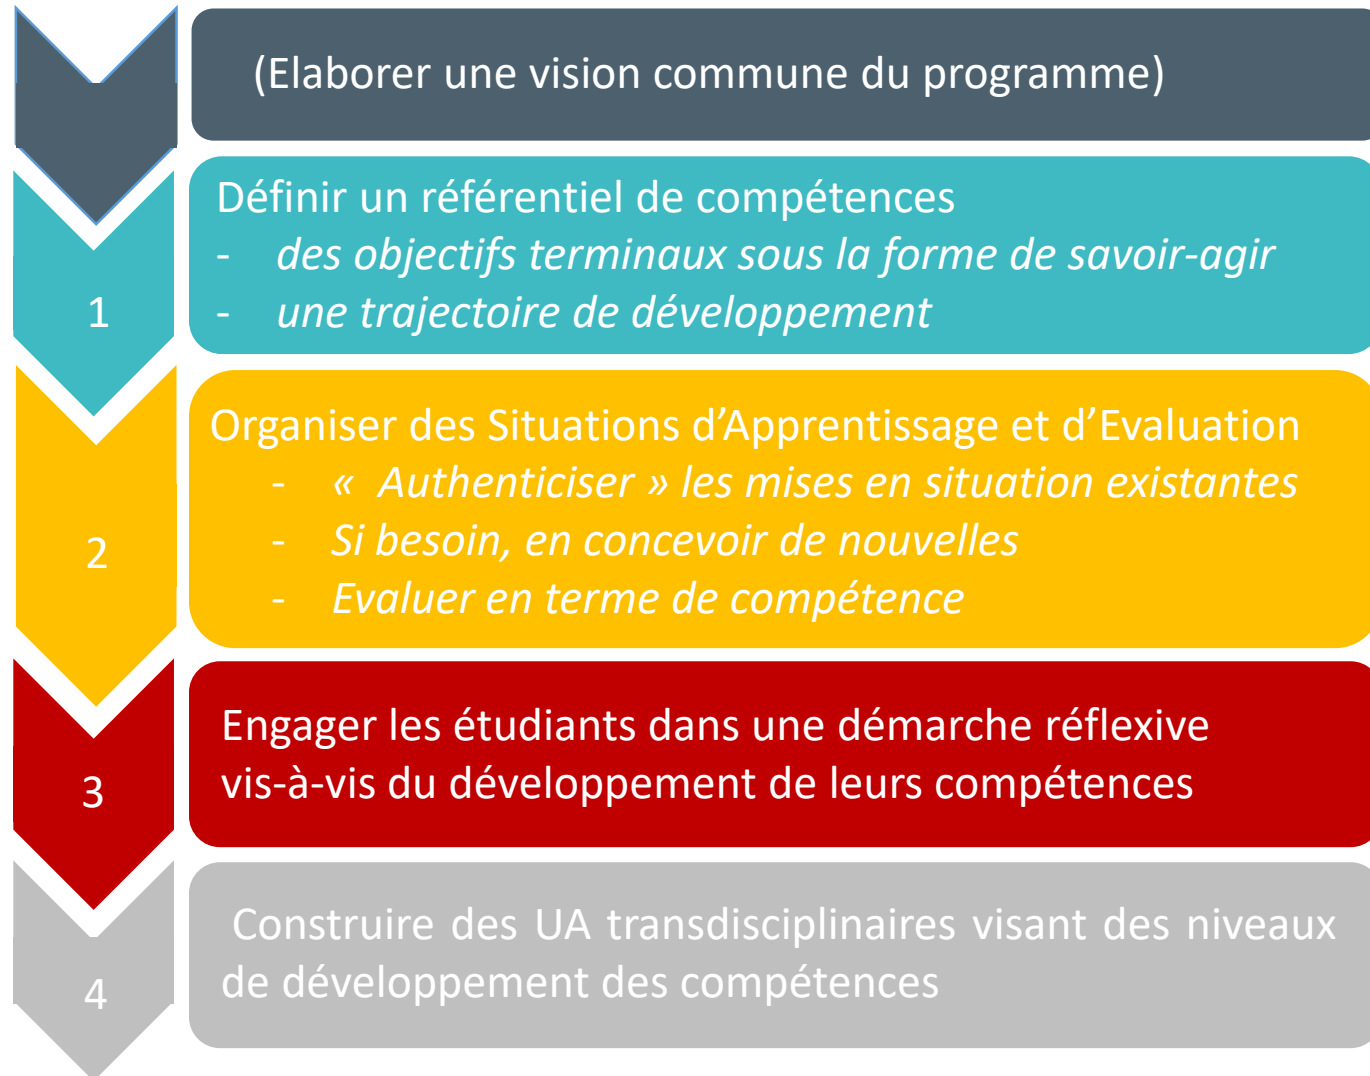 (Elaborer une vision commune du programme)
Définir un référentiel de compétences
- des objectifs terminaux sous la forme de savoir-agir
1
- une trajectoire de développement
Organiser des Situations d’Apprentissage et d’Evaluation
- « Authenticiser » les mises en situation existantes
2
- Si besoin, en concevoir de nouvelles
- Evaluer en terme de compétence
Engager les étudiants dans une démarche réflexive
3
vis-à-vis du développement de leurs compétences
Construire des UA transdisciplinaires visant des niveaux
4
de développement des compétences